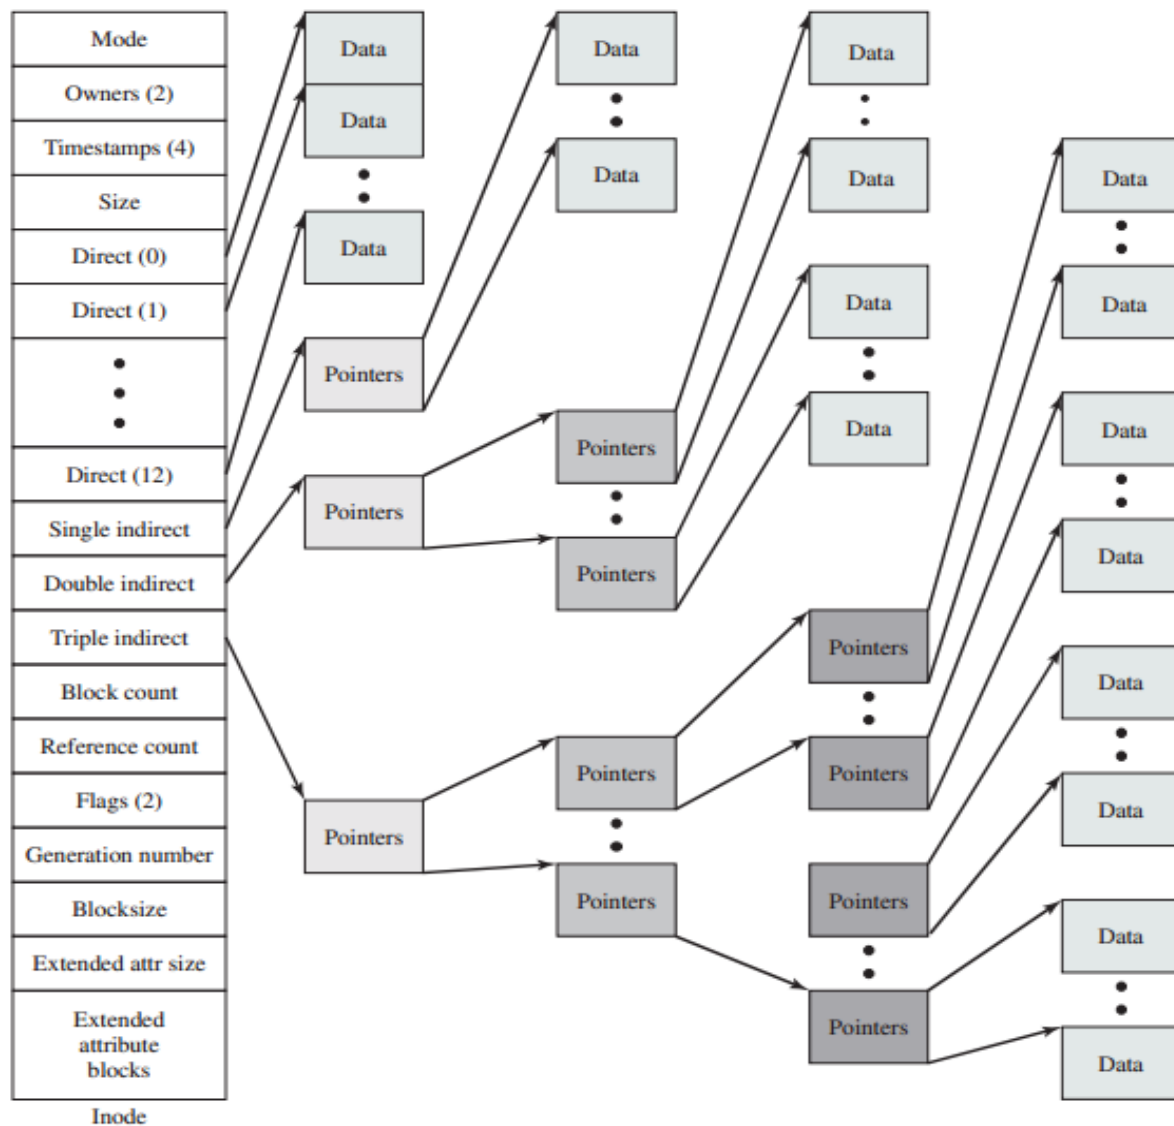 Mode
Owners (2)
Timestamps (4)
Size
Direct (0)
Direct (1)
Direct (12)
Single indirect
Double indirect
Triple indirect
Block count
Reference count
Flags (2)
Generation number
Blocksize
Extended attr size
Extended
attribute
blocks
Inode
Data
Data
Data
Pointers
Pointers
Pointers
Data
Data
Pointers
Pointers
Pointers
Pointers
Data
Data
Data
Data
Pointers
Pointers
Pointers
Pointers
Data
Data
Data
Data
Data
Data
Data
Data